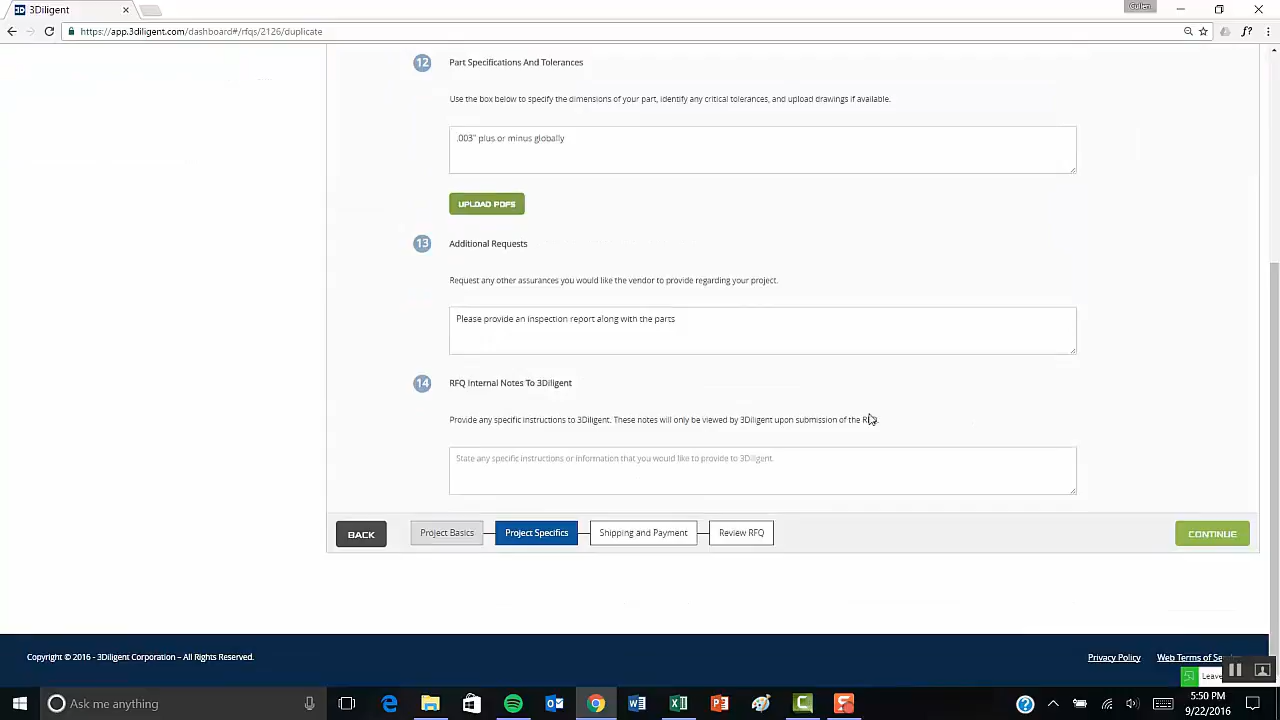 3Diligent
Cullen
https://app.3diligent.com/dashboard#/rfqs/2126/duplicate
12 Part Specifications And Tolerances
Use the box below to specify the dimensions of your part, identify any critical tolerances, and upload drawings if available.
.003" plus or minus globally
UPLOAD PDFS
13 Additional Requests
Request any other assurances you would like the vendor to provide regarding your project.
Please provide an inspection report along with the parts
14 RFQ Internal Notes To 3Diligent
Provide any specific instructions to 3Diligent. These notes will only be viewed by 3Diligent upon submission of the RFQ.
State any specific instructions or information that you would like to provide to 3Diligent.
BACK Project Basics Project Specifics Shipping and Payment Review RFQ CONTINUE
Copyright © 2016 - 3Diligent Corporation – All Rights Reserved. Privacy Policy Web Terms of
Leave
Ask me anything
5:50 PM
9/22/2016